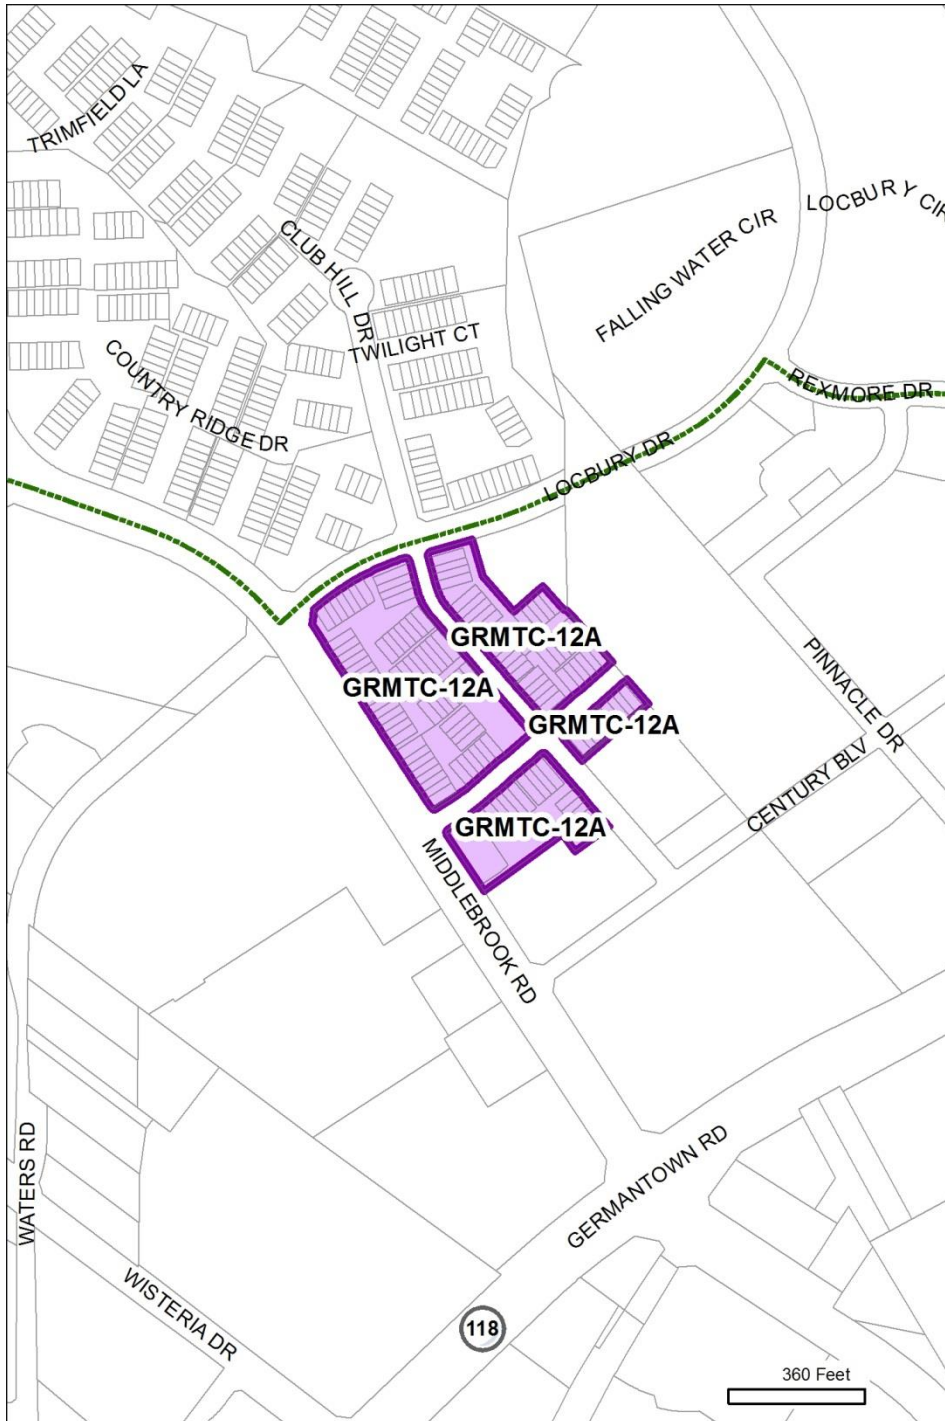 TRIMFIELD LA
LOCBURY CIR
FALLING WATER CIR
CLUB HILL DR
TWILIGHT CT
COUNTRY RIDGE DR
REXMORE DR
LOCBURY DR
GRMTC-12A
GRMTC-12A
GRMTC-12A
PINNACLE DR
CENTURY BLV
GRMTC-12A
MIDDLEBROOK RD
GERMANTOWN RD
WATERS RD
WISTERIA DR
118
360 Feet